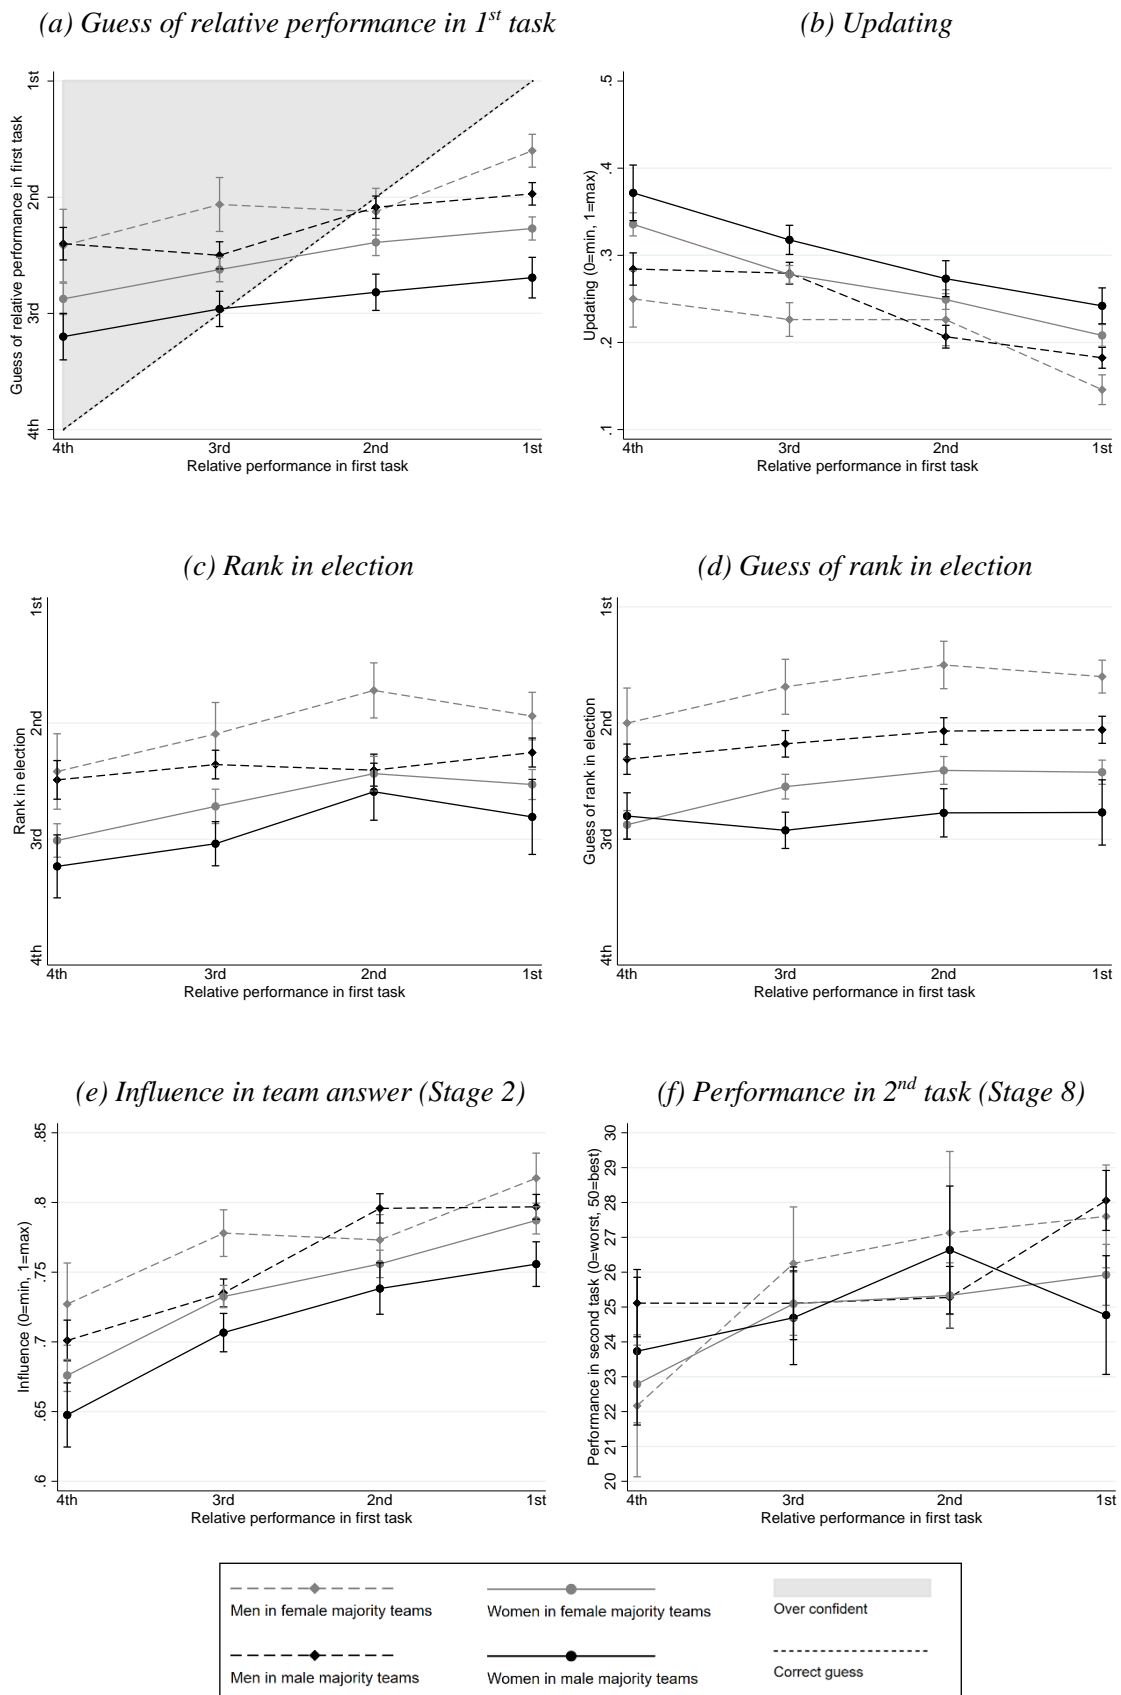 (a) Guess of relative performance in 1st task
(b) Updating
Guess of relative performance in first task
1st
2nd
3rd
4th
4th 3rd 2nd 1st
Relative performance in first task
Updating (0=min, 1=max)
.5
.4
.3
.2
.1
4th 3rd 2nd 1st
Relative performance in first task
(c) Rank in election
(d) Guess of rank in election
Rank in election
1st
2nd
3rd
4th
4th 3rd 2nd 1st
Relative performance in first task
Guess of rank in election
1st
2nd
3rd
4th
4th 3rd 2nd 1st
Relative performance in first task
(e) Influence in team answer (Stage 2)
(f) Performance in 2nd task (Stage 8)
Influence (0=min, 1=max)
.85
.8
.75
.7
.65
.6
4th 3rd 2nd 1st
Relative performance in first task
Performance in second task (0=worst, 50=best)
30
29
28
27
26
25
24
23
22
21
20
4th 3rd 2nd 1st
Relative performance in first task
Men in female majority teams
Women in female majority teams
Over confident
Men in male majority teams
Women in male majority teams
Correct guess